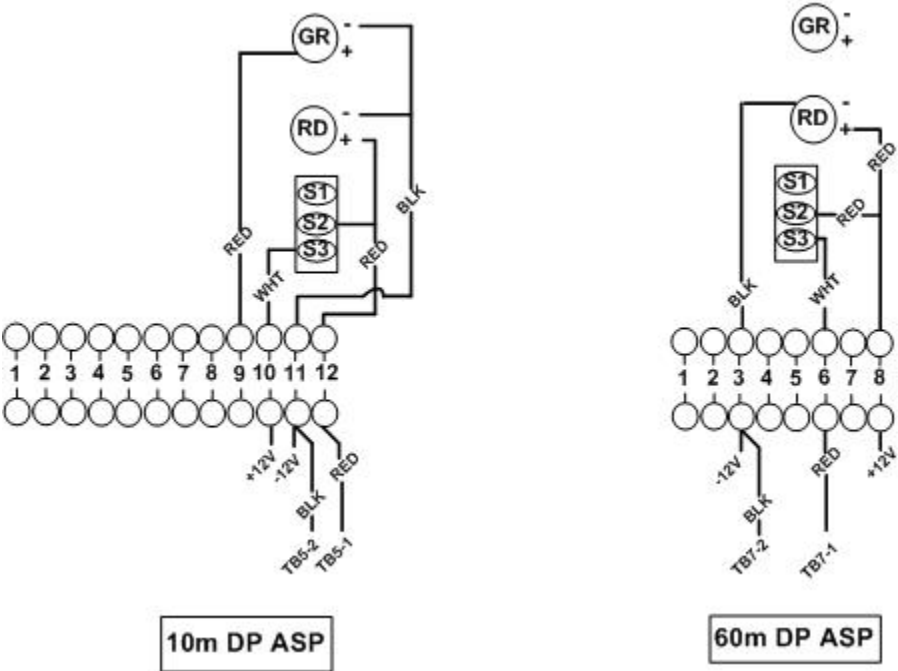 GR - +
RD - +
S1
S2
S3
RED
WHT
RED
BLK
1 2 3 4 5 6 7 8 9 10 11 12
+12V
-12V
BLK
RED
TB5-2
TB5-1
10m DP ASP
GR - +
RD - +
RED
S1
S2
S3
RED
BLK
WHT
1 2 3 4 5 6 7 8
-12V
BLK
RED
+12V
TB7-2
TB7-1
60m DP ASP